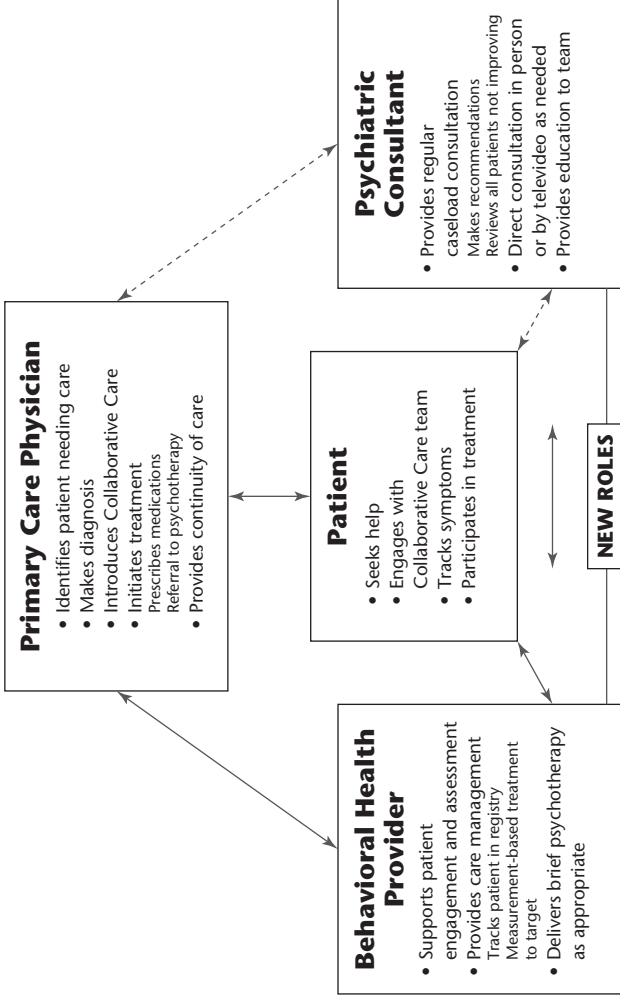 Primary Care Physician
• Identifies patient needing care
• Makes diagnosis
• Introduces Collaborative Care
• Initiates treatment
Prescribes medications
Referral to psychotherapy
• Provides continuity of care
Behavioral Health
Provider
• Supports patient
engagement and assessment
• Provides care management
Tracks patient in registry
Measurement-based treatment
to target
• Delivers brief psychotherapy
as appropriate
Patient
• Seeks help
• Engages with
Collaborative Care team
• Tracks symptoms
• Participates in treatment
Psychiatric
Consultant
• Provides regular
caseload consultation
Makes recommendations
Reviews all patients not improving
• Direct consultation in person
or by televideo as needed
• Provides education to team
NEW ROLES